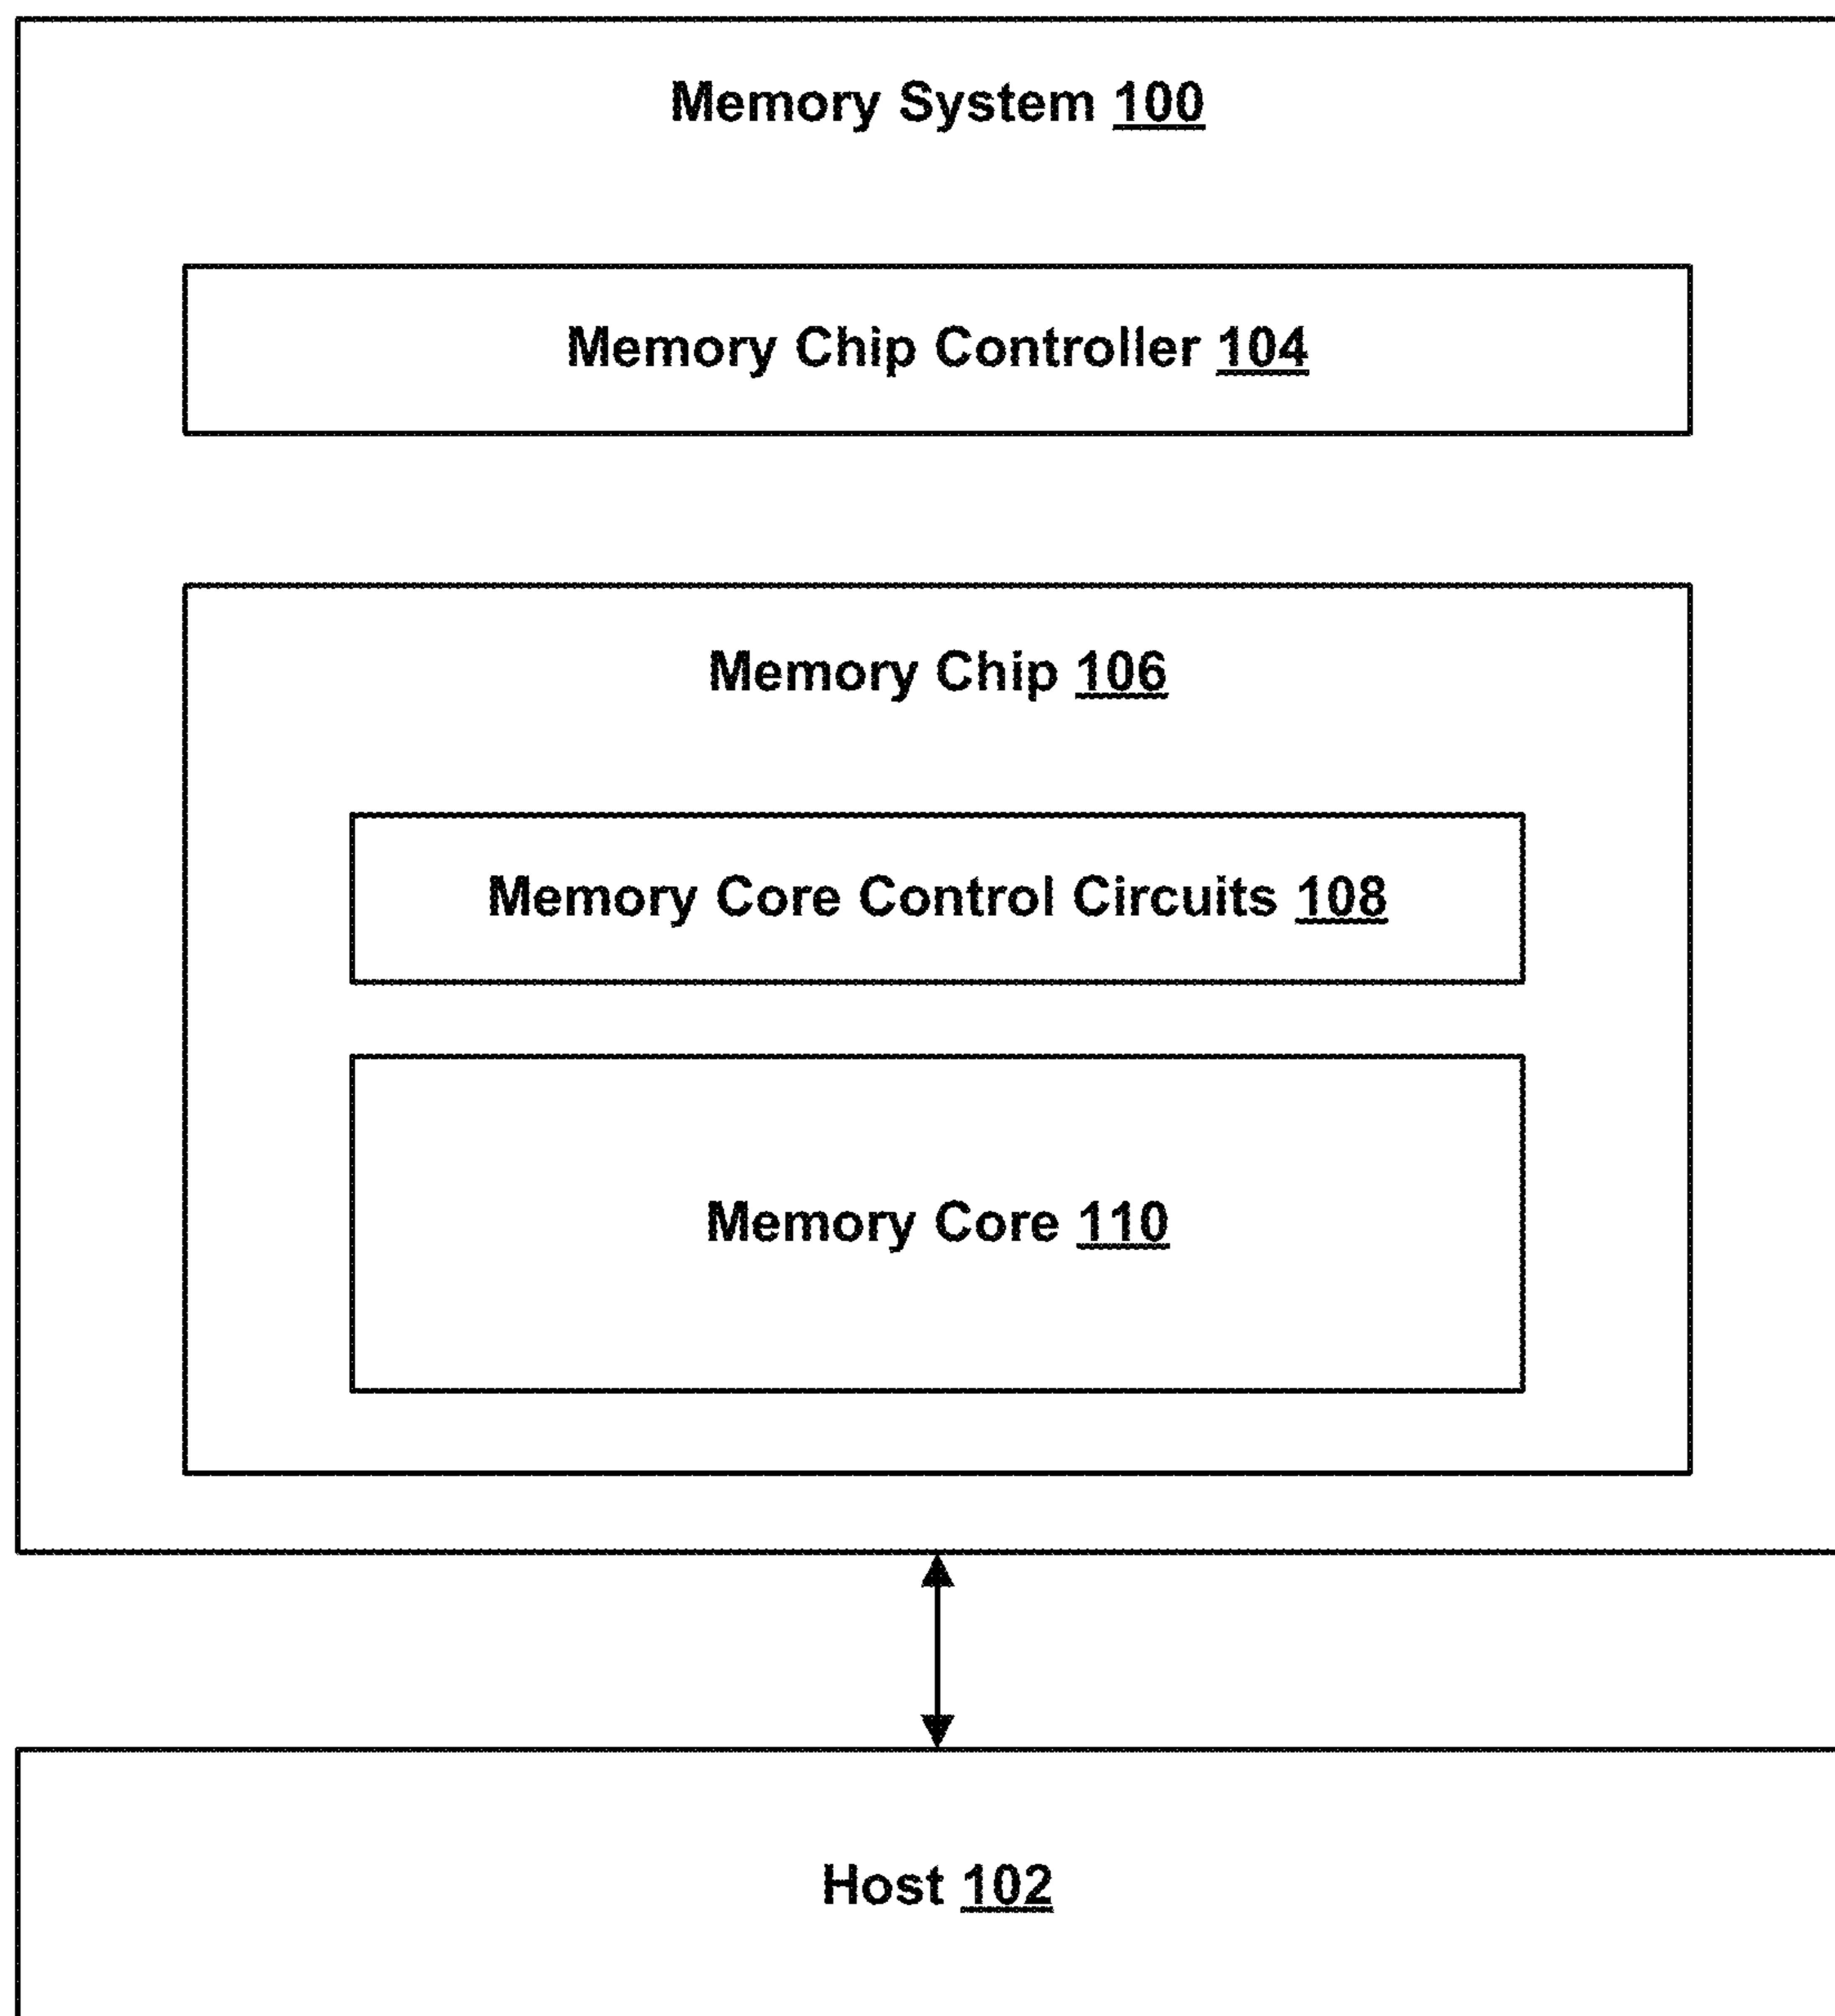 Memory System 100
Memory Chip Controller 104
Memory Chip 106
Memory Core Control Circuits 108
Memory Core 110
Host 102